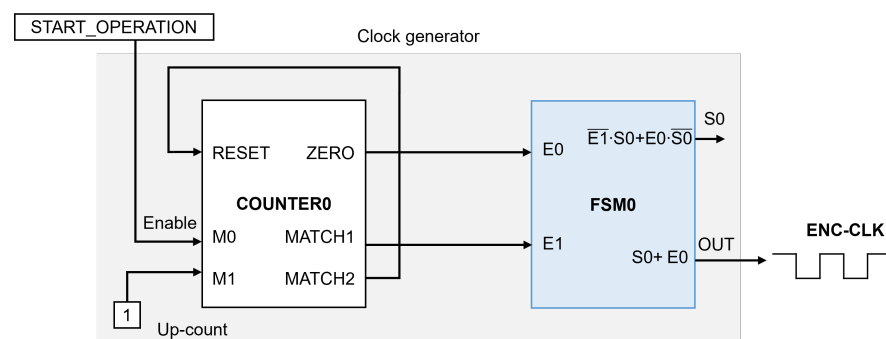 START_OPERATION
Clock generator
RESET
ZERO
E0
E̅1̅·S0+E0·S̅0̅
S0
COUNTER0
FSM0
Enable
M0
MATCH1
E1
S0+ E0
OUT
ENC-CLK
M1
MATCH2
1
Up-count